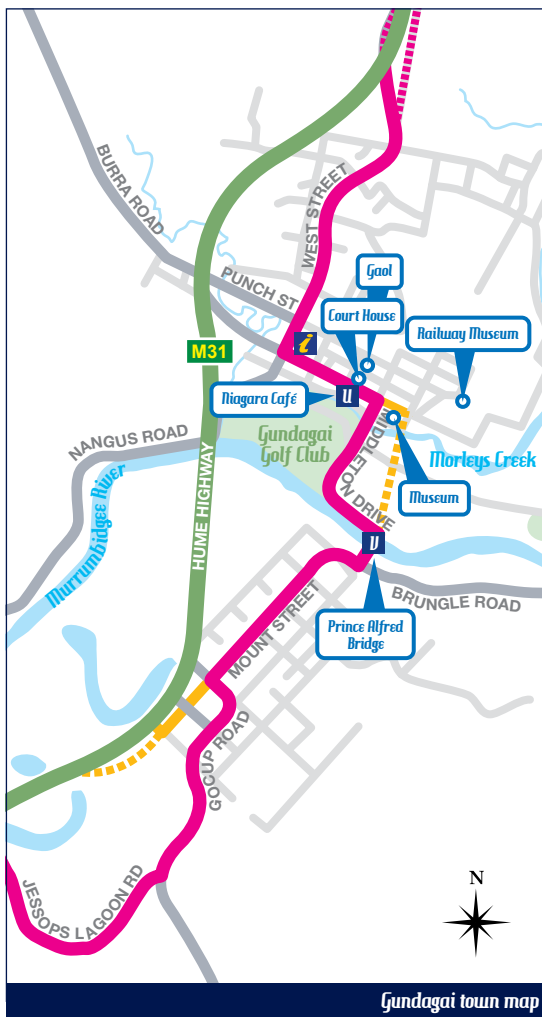 BURRA ROAD
WEST STREET
PUNCH ST
Gaol
Court House
Railway Museum
i
M31
Niagara Café
U
NANGUS ROAD
Gundagai
Golf Club
MIDDLETON DRIVE
Morleys Creek
Museum
Murrumbidgee River
HUME HIGHWAY
V
BRUNGLE ROAD
Prince Alfred
Bridge
MOUNT STREET
GOCUP ROAD
JESSOPS LAGOON RD
N
Gundagai town map